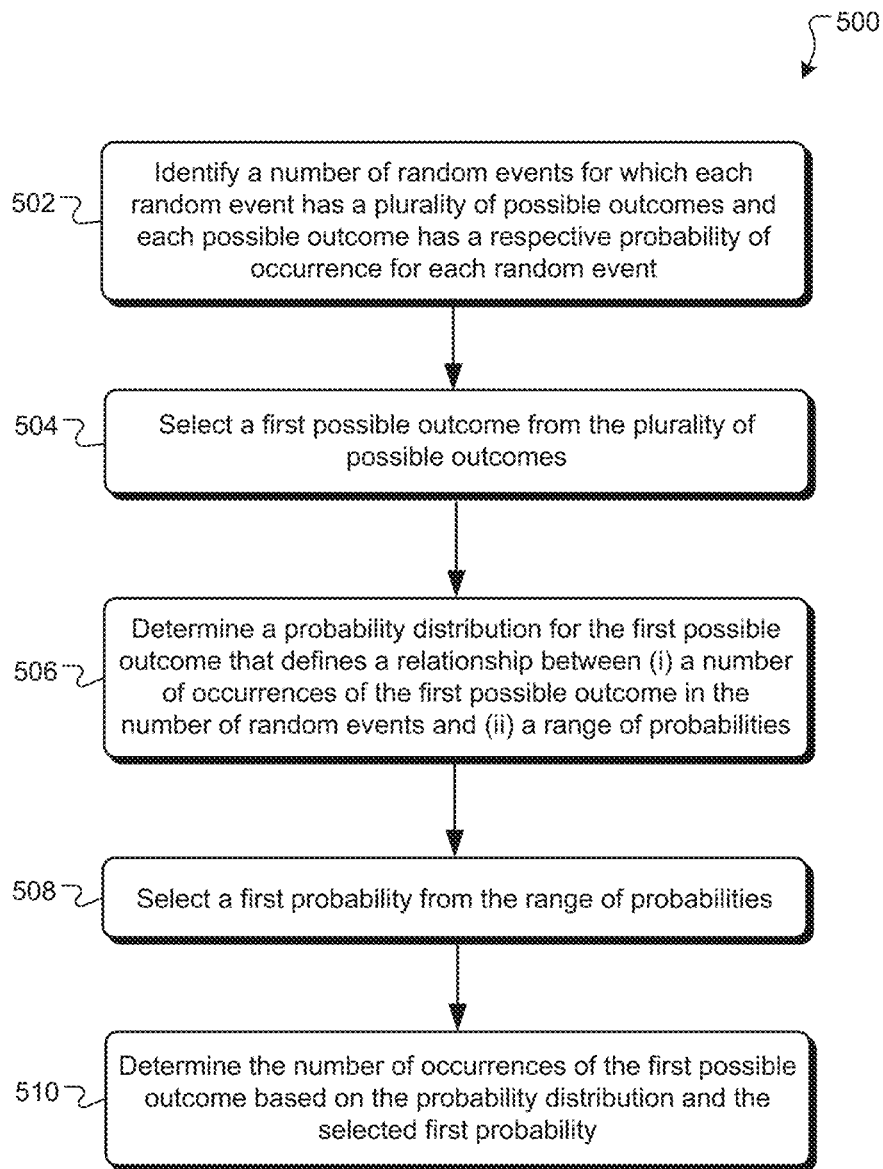 500
502
Identify a number of random events for which each
random event has a plurality of possible outcomes and
each possible outcome has a respective probability of
occurrence for each random event
504
Select a first possible outcome from the plurality of
possible outcomes
506
Determine a probability distribution for the first possible
outcome that defines a relationship between (i) a number
of occurrences of the first possible outcome in the
number of random events and (ii) a range of probabilities
508
Select a first probability from the range of probabilities
510
Determine the number of occurrences of the first possible
outcome based on the probability distribution and the
selected first probability